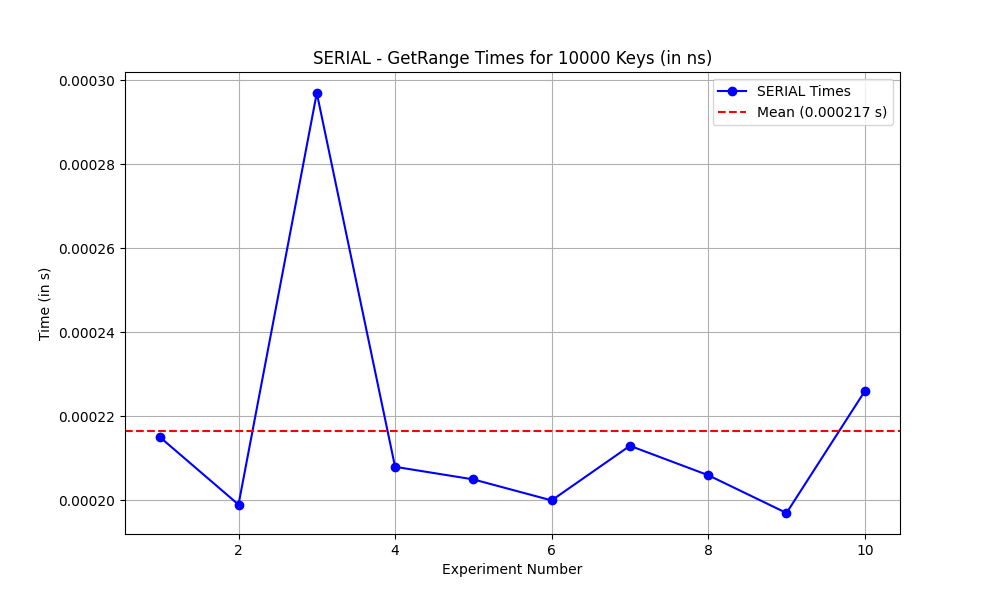 SERIAL - GetRange Times for 10000 Keys (in ns)
SERIAL Times
Mean (0.000217 s)
Time (in s)
0.00030
0.00028
0.00026
0.00024
0.00022
0.00020
2
4
6
8
10
Experiment Number